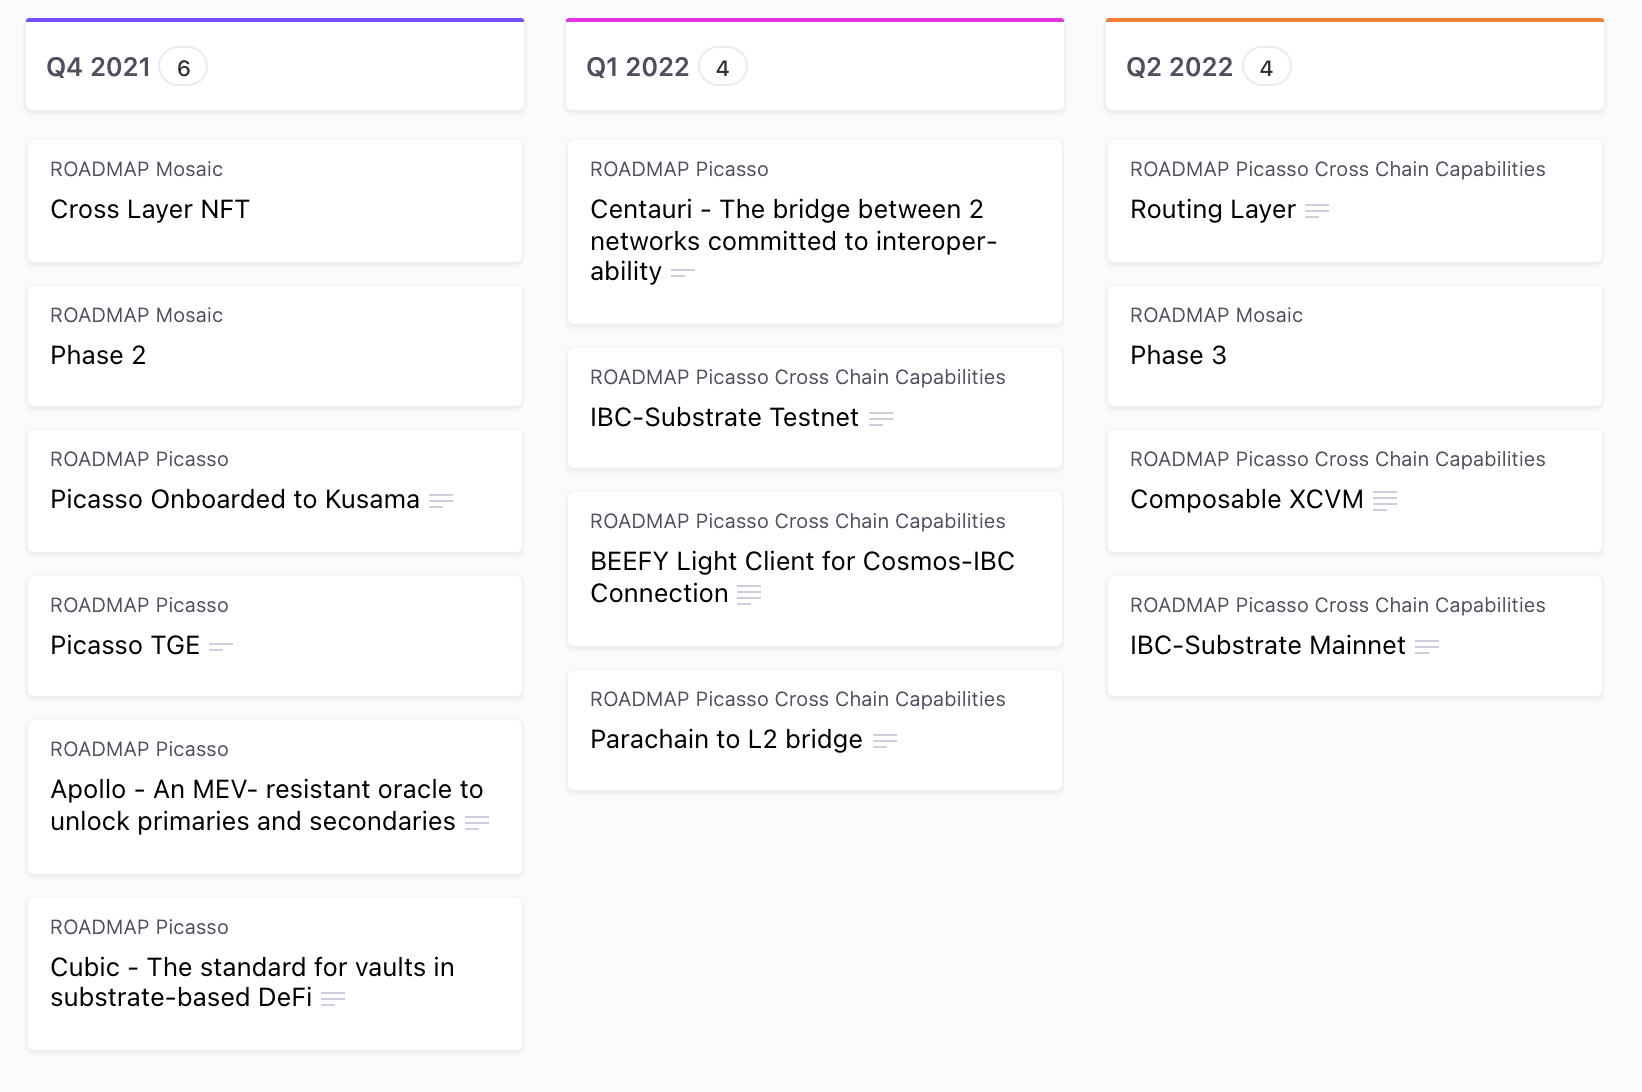 Q4 2021 6
ROADMAP Mosaic
Cross Layer NFT
ROADMAP Mosaic
Phase 2
ROADMAP Picasso
Picasso Onboarded to Kusama
ROADMAP Picasso
Picasso TGE
ROADMAP Picasso
Apollo - An MEV- resistant oracle to
unlock primaries and secondaries
ROADMAP Picasso
Cubic - The standard for vaults in
substrate-based DeFi
Q1 2022 4
ROADMAP Picasso
Centauri - The bridge between 2
networks committed to interoper-
ability
ROADMAP Picasso Cross Chain Capabilities
IBC-Substrate Testnet
ROADMAP Picasso Cross Chain Capabilities
BEEFY Light Client for Cosmos-IBC
Connection
ROADMAP Picasso Cross Chain Capabilities
Parachain to L2 bridge
Q2 2022 4
ROADMAP Picasso Cross Chain Capabilities
Routing Layer
ROADMAP Mosaic
Phase 3
ROADMAP Picasso Cross Chain Capabilities
Composable XCVM
ROADMAP Picasso Cross Chain Capabilities
IBC-Substrate Mainnet